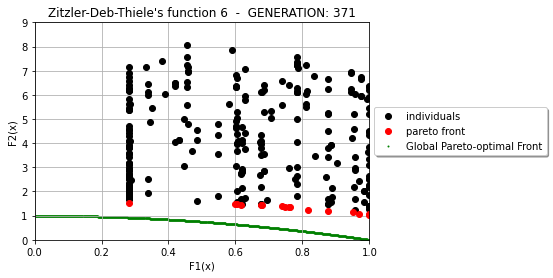 Zitzler-Deb-Thiele's function 6 - GENERATION: 371
9
8
7
6
5
4
3
2
1
0
F2(x)
0.0 0.2 0.4 0.6 0.8 1.0
F1(x)
individuals
pareto front
Global Pareto-optimal Front